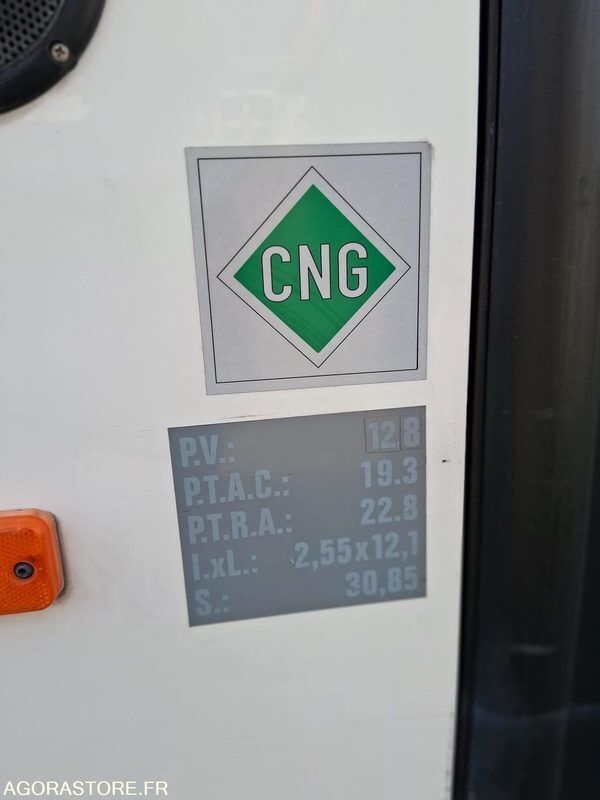 CNG
P.V.: 12.8
P.T.A.C.: 19.3
P.T.R.A.: 22.8
l.xL.: 2,55x12,1
S.: 30,85
AGORASTORE.FR